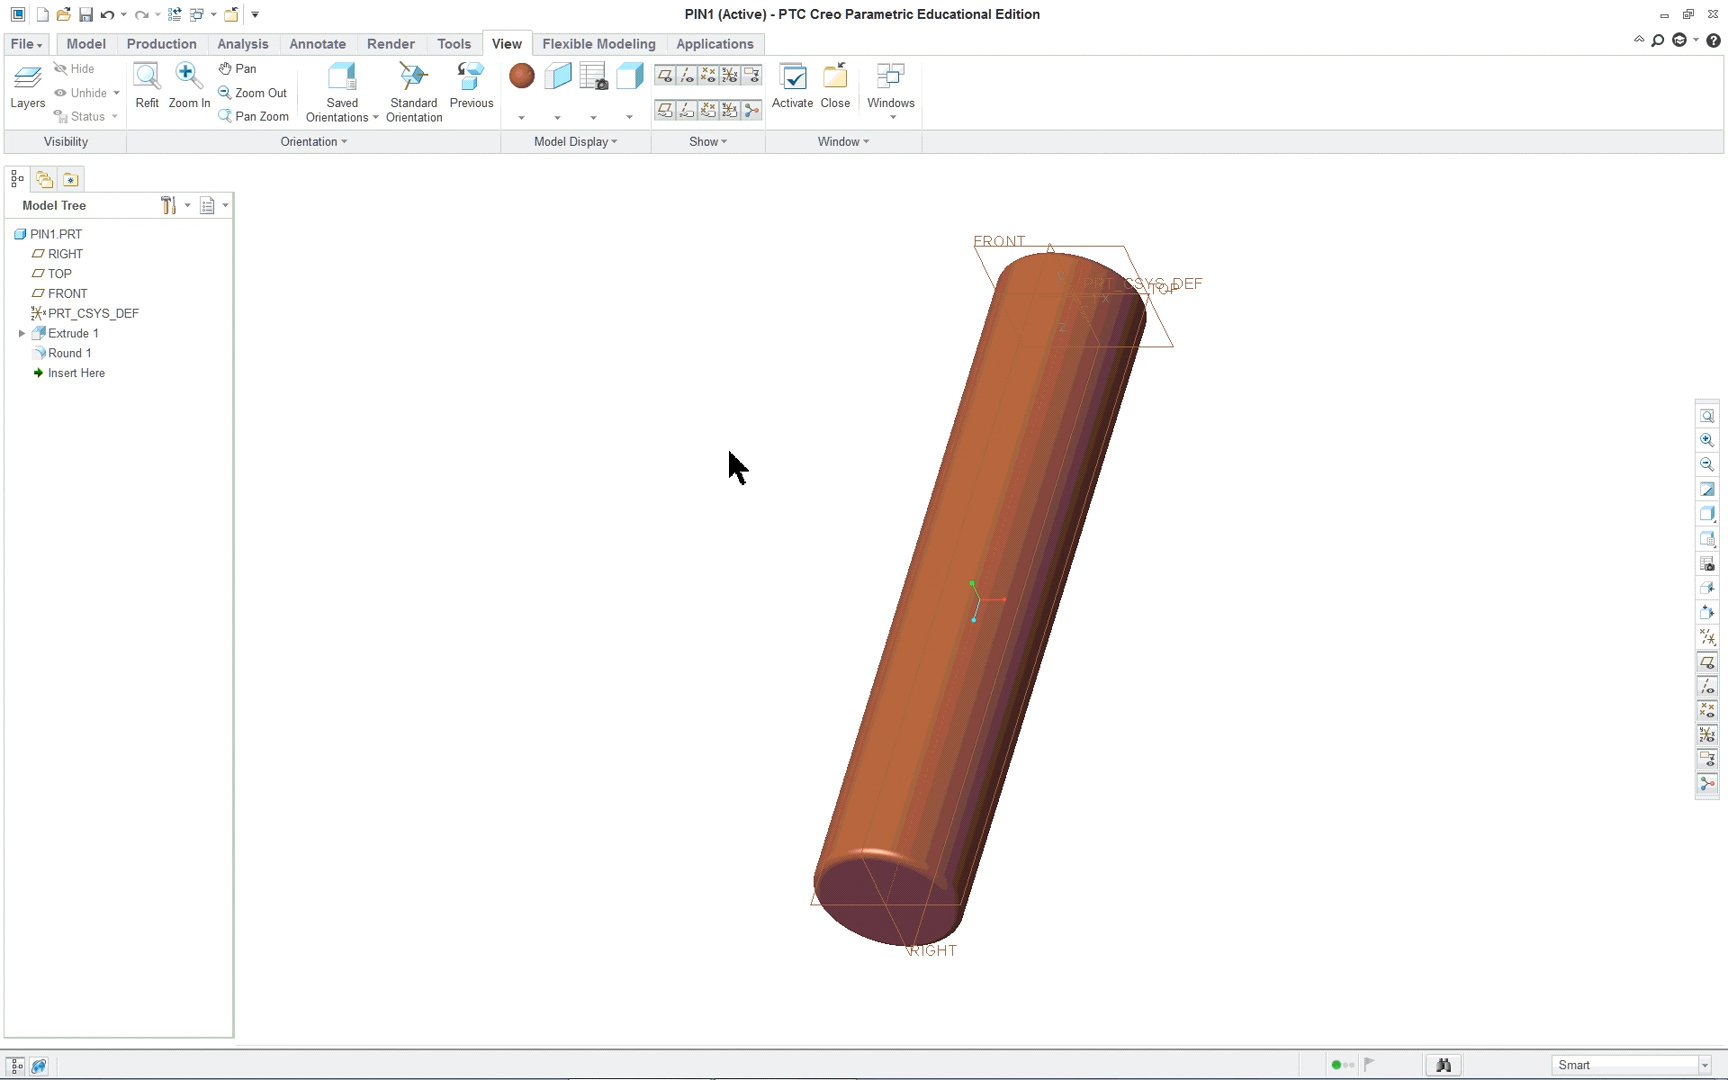 PIN1 (Active) - PTC Creo Parametric Educational Edition
File Model Production Analysis Annotate Render Tools View Flexible Modeling Applications
Layers
Hide
Unhide
Status
Visibility
Refit
Zoom In
Pan
Zoom Out
Pan Zoom
Saved
Orientations
Standard
Orientation
Previous
Orientation
Model Display
Show
Activate
Close
Windows
Window
Model Tree
PIN1.PRT
RIGHT
TOP
FRONT
PRT_CSYS_DEF
Extrude 1
Round 1
Insert Here
FRONT
PRT_CSYS_DEF
TOP
Y
X
Z
RIGHT
Smart